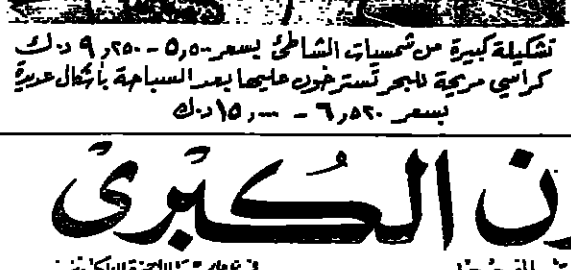 تشكيلة كبيرة من شمسيات الشاطئ بسعر ٥٫٥٠٠ - ٩٫٢٥٠ د.ك
كراسي مريحة للبحر تسترخون عليها بعد السباحة بأشكال عديدة
بسعر ٦٫٥٢٠ - ١٥٫٠٠٠ د.ك
ن الكبرى